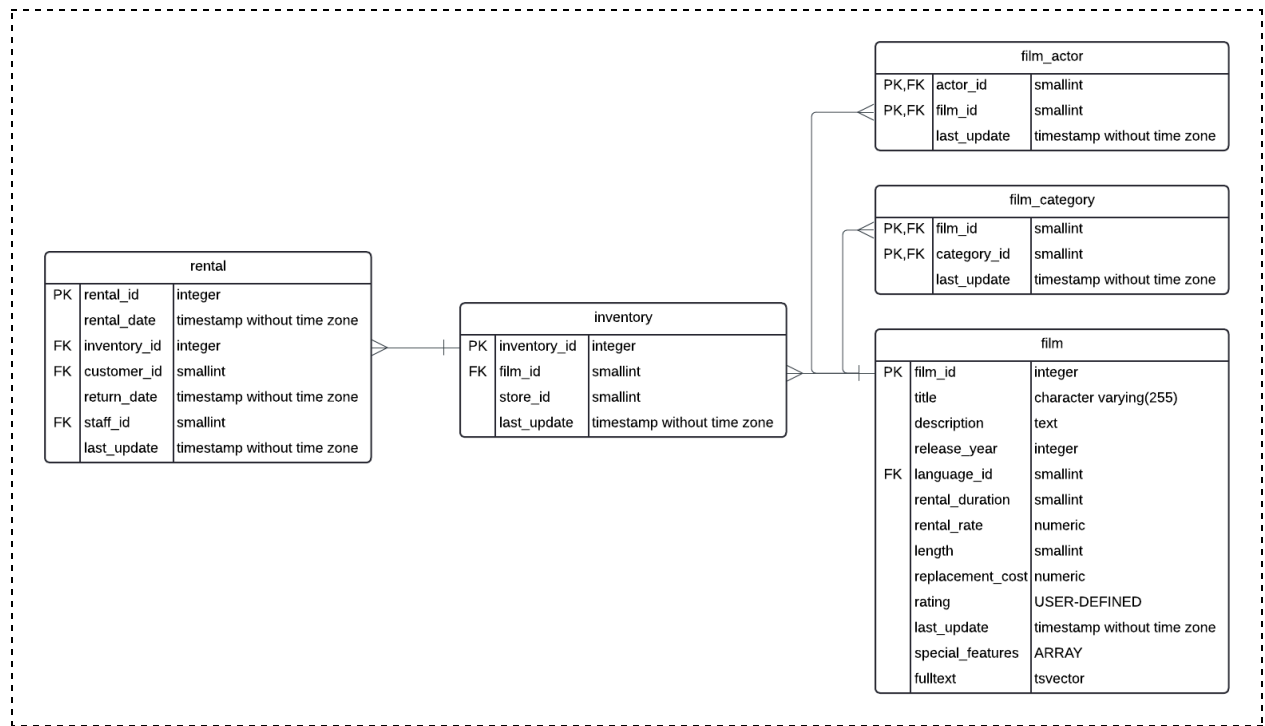 film_actor
PK,FK actor_id smallint
PK,FK film_id smallint
last_update timestamp without time zone
film_category
PK,FK film_id smallint
PK,FK category_id smallint
last_update timestamp without time zone
rental
PK rental_id integer
rental_date timestamp without time zone
FK inventory_id integer
FK customer_id smallint
return_date timestamp without time zone
FK staff_id smallint
last_update timestamp without time zone
inventory
PK inventory_id integer
FK film_id smallint
store_id smallint
last_update timestamp without time zone
film
PK film_id integer
title character varying(255)
description text
release_year integer
FK language_id smallint
rental_duration smallint
rental_rate numeric
length smallint
replacement_cost numeric
rating USER-DEFINED
last_update timestamp without time zone
special_features ARRAY
fulltext tsvector